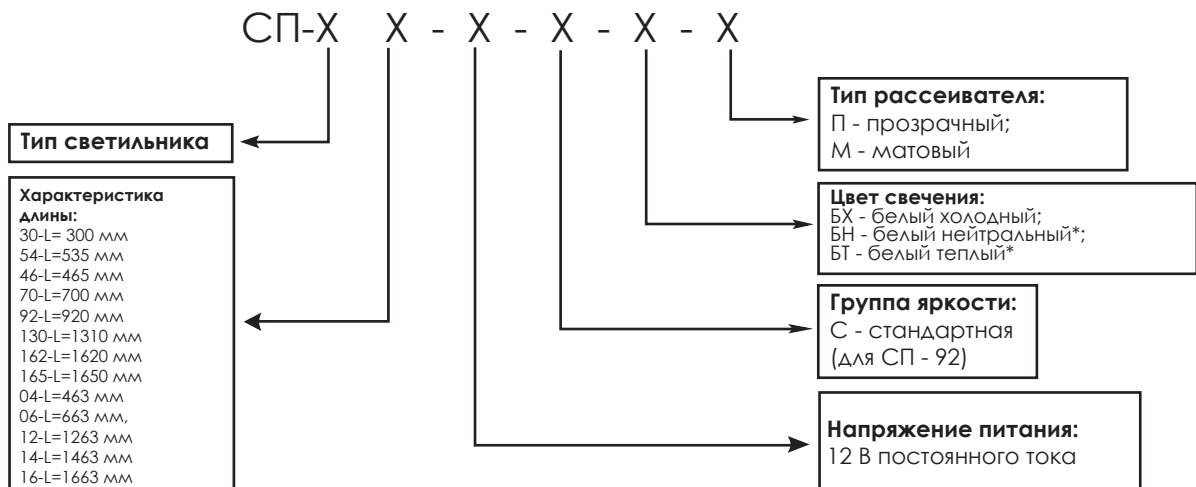 СП-Х Х - Х - Х - Х - Х
Тип светильника
Характеристика
длины:
30-L= 300 мм
54-L=535 мм
46-L=465 мм
70-L=700 мм
92-L=920 мм
130-L=1310 мм
162-L=1620 мм
165-L=1650 мм
04-L=463 мм
06-L=663 мм,
12-L=1263 мм
14-L=1463 мм
16-L=1663 мм
Тип рассеивателя:
П - прозрачный;
М - матовый
Цвет свечения:
БХ - белый холодный;
БН - белый нейтральный*;
БТ - белый теплый*
Группа яркости:
С - стандартная
(для СП - 92)
Напряжение питания:
12 В постоянного тока